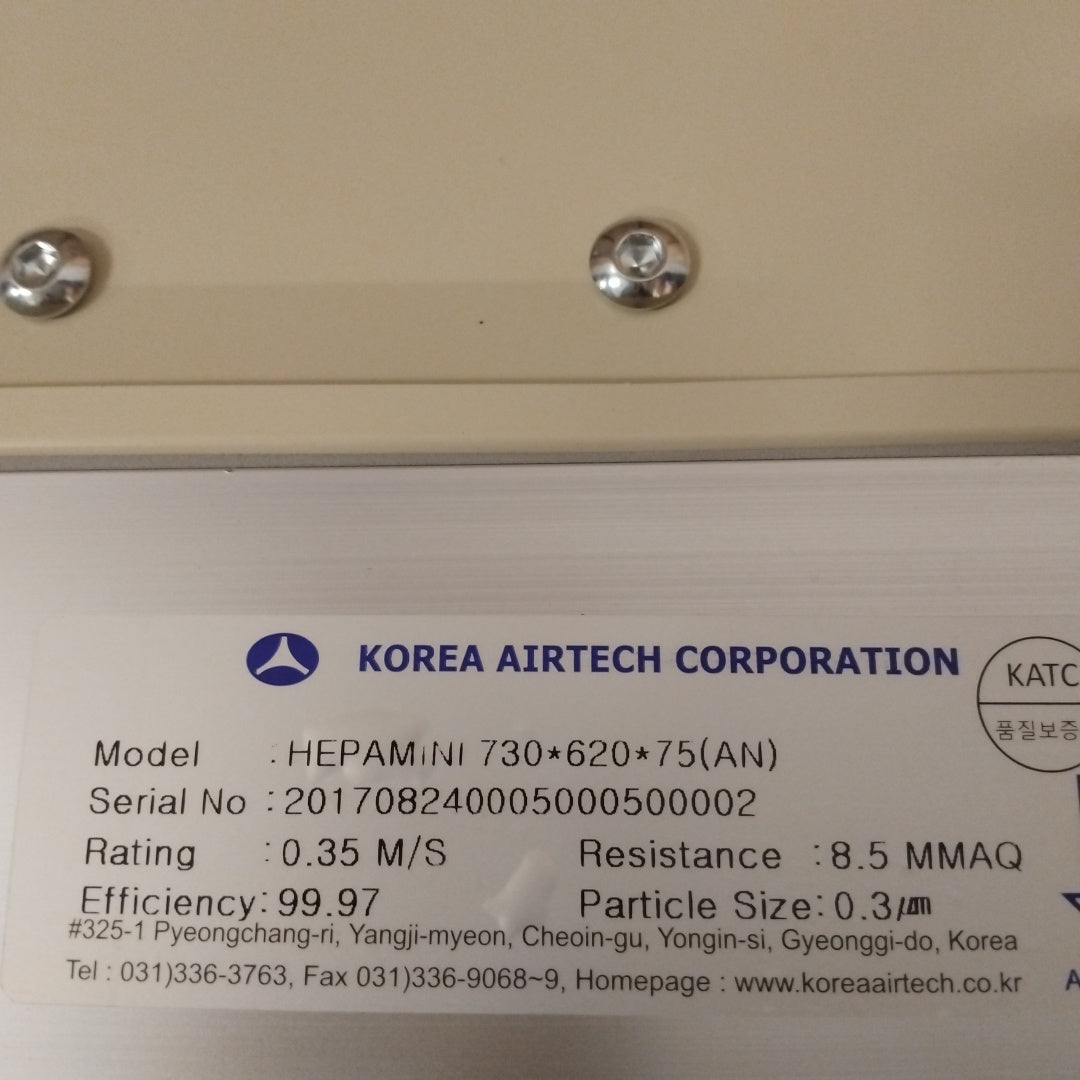 KOREA AIRTECH CORPORATION
KATC
품질보증
Model : HEPAMINI 730*620*75(AN)
Serial No : 201708240005000500002
Rating : 0.35 M/S Resistance : 8.5 MMAQ
Efficiency: 99.97 Particle Size: 0.3㎛
#325-1 Pyeongchang-ri, Yangji-myeon, Cheoin-gu, Yongin-si, Gyeonggi-do, Korea
Tel : 031)336-3763, Fax 031)336-9068~9, Homepage : www.koreaairtech.co.kr